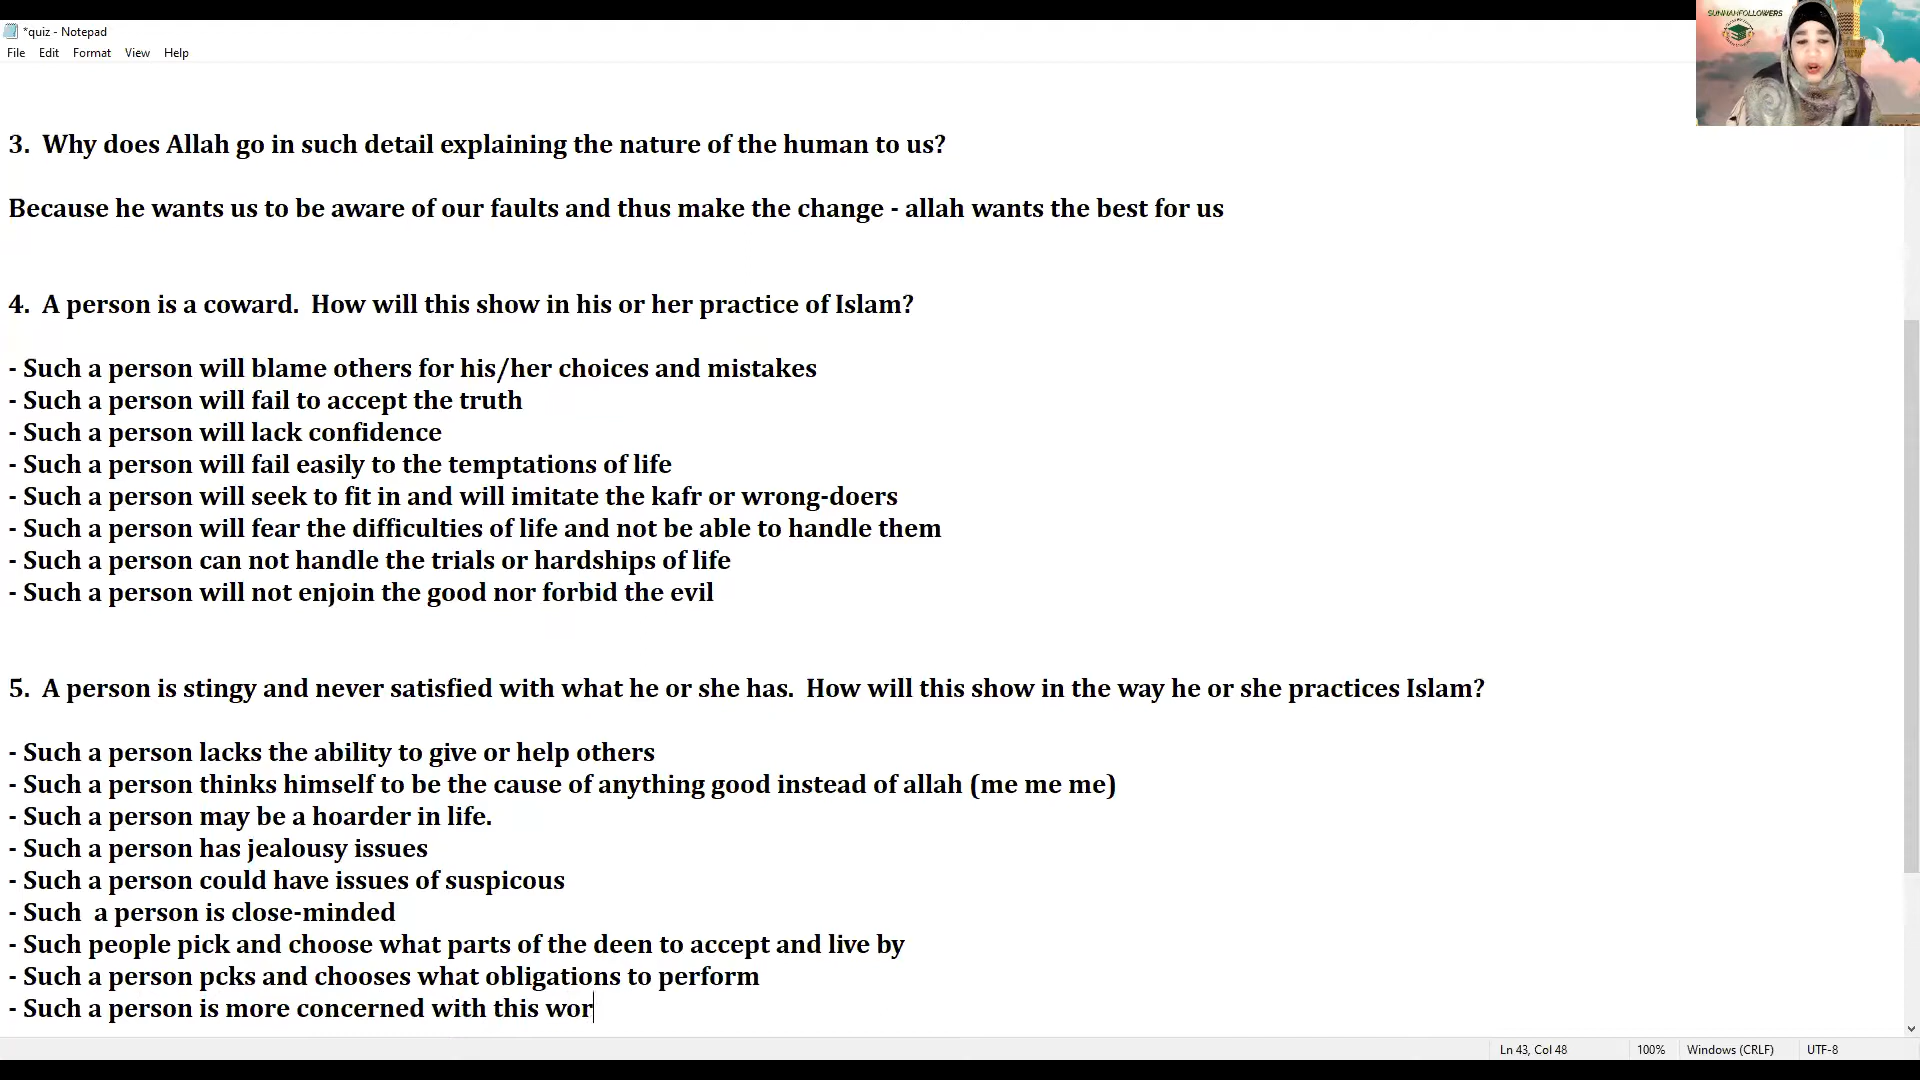 *quiz - Notepad
SUNNAHFOLLOWERS
File Edit Format View Help
3.  Why does Allah go in such detail explaining the nature of the human to us?
Because he wants us to be aware of our faults and thus make the change - allah wants the best for us
4.  A person is a coward.  How will this show in his or her practice of Islam?
- Such a person will blame others for his/her choices and mistakes
- Such a person will fail to accept the truth
- Such a person will lack confidence
- Such a person will fail easily to the temptations of life
- Such a person will seek to fit in and will imitate the kafr or wrong-doers
- Such a person will fear the difficulties of life and not be able to handle them
- Such a person can not handle the trials or hardships of life
- Such a person will not enjoin the good nor forbid the evil
5.  A person is stingy and never satisfied with what he or she has.  How will this show in the way he or she practices Islam?
- Such a person lacks the ability to give or help others
- Such a person thinks himself to be the cause of anything good instead of allah (me me me)
- Such a person may be a hoarder in life.
- Such a person has jealousy issues
- Such a person could have issues of suspicous
- Such  a person is close-minded
- Such people pick and choose what parts of the deen to accept and live by
- Such a person pcks and chooses what obligations to perform
- Such a person is more concerned with this wor
Ln 43, Col 48 100% Windows (CRLF) UTF-8